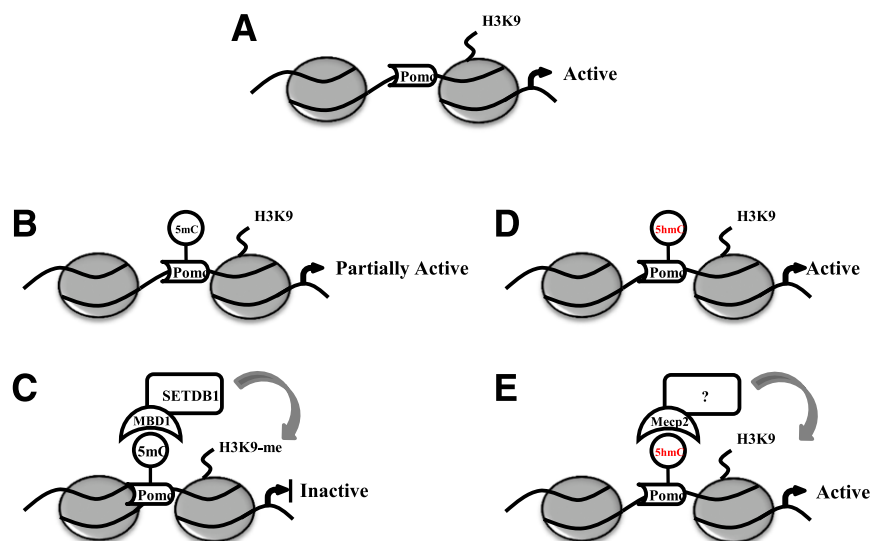 A
H3K9
Pomc
Active
B
5mC
H3K9
Pomc
Partially Active
D
5hmC
H3K9
Pomc
Active
C
SETDB1
MBD1
5mC
H3K9-me
Pomc
Inactive
E
?
Mecp2
5hmC
H3K9
Pomc
Active